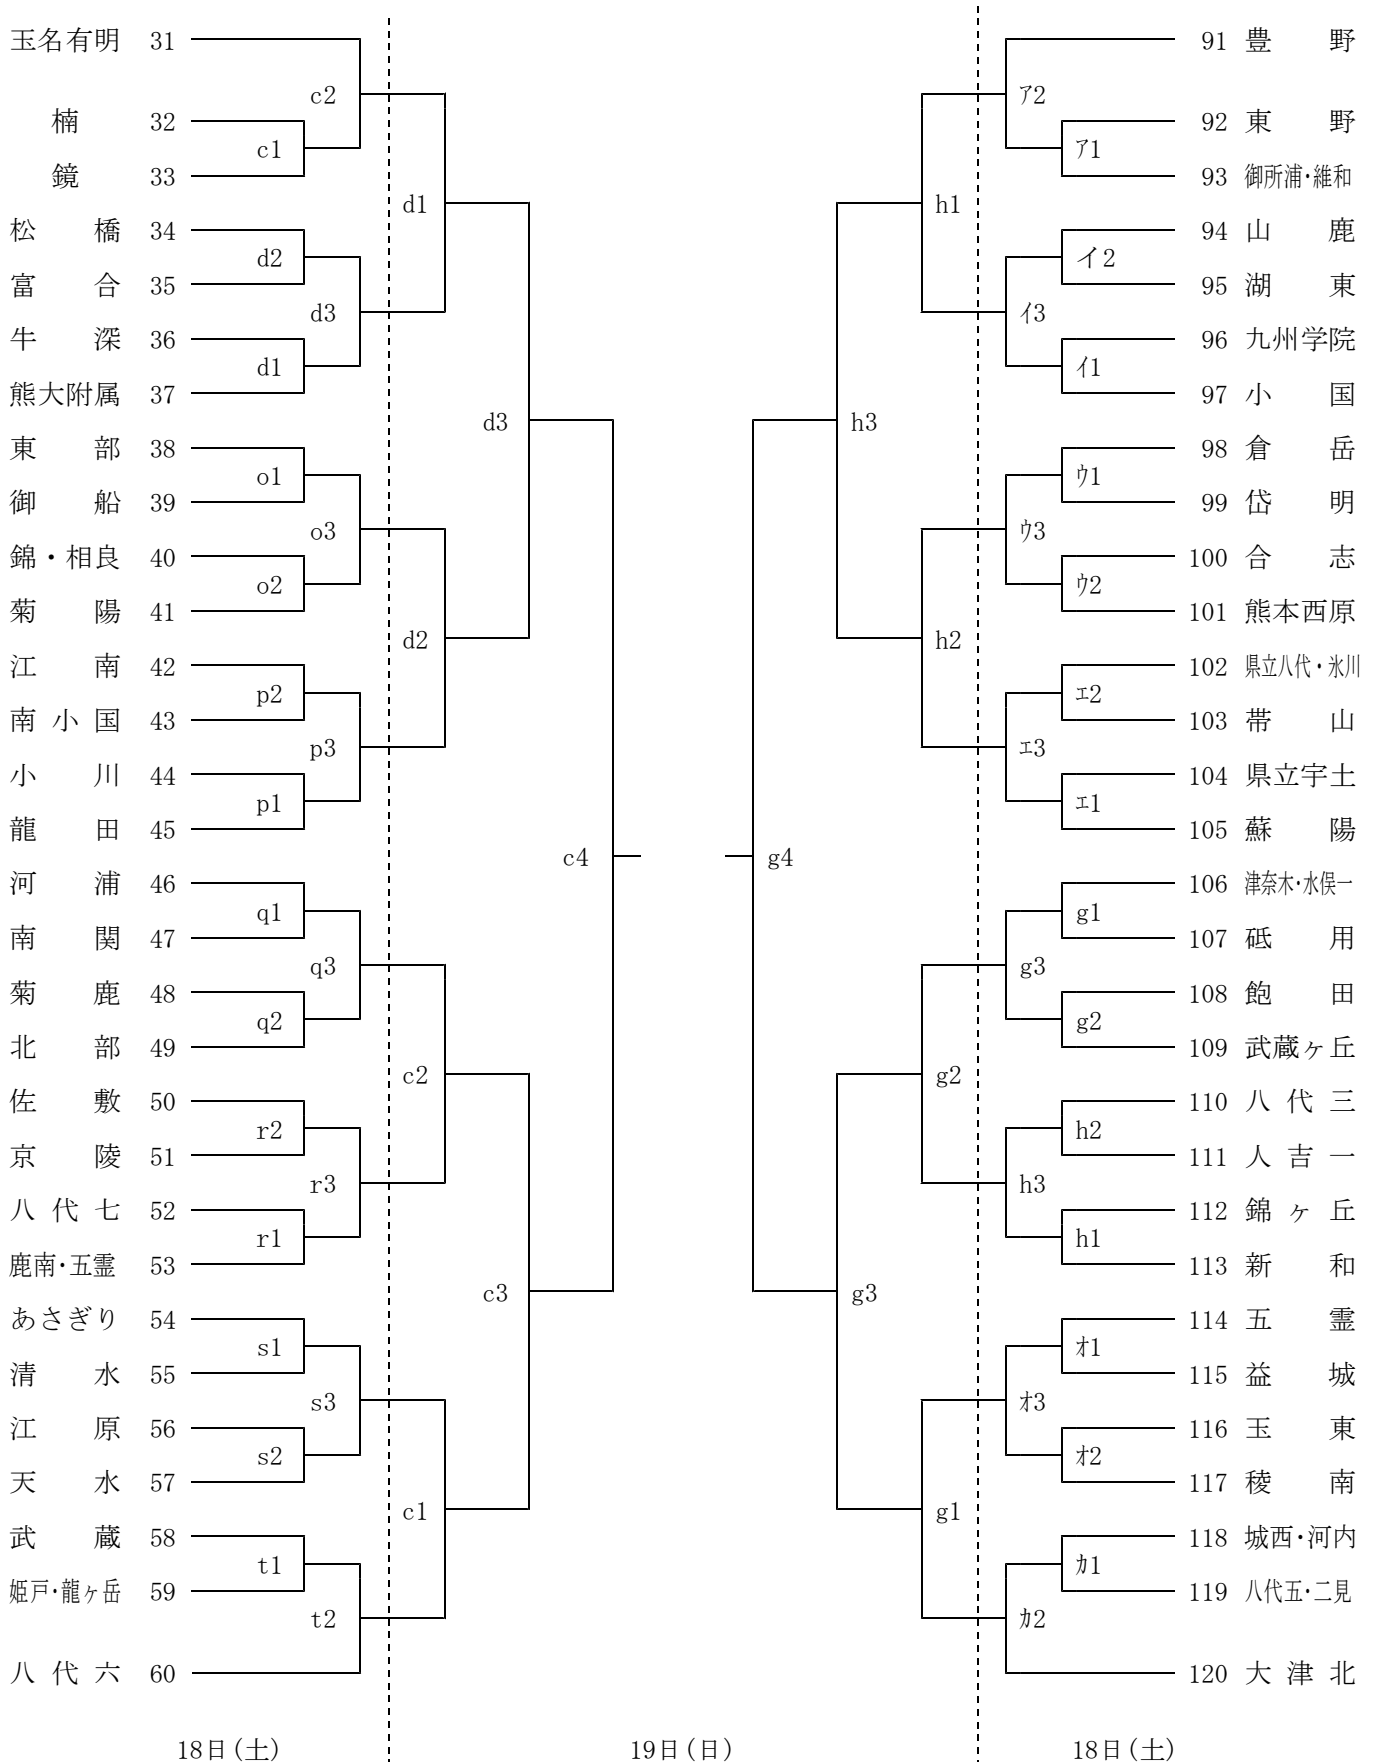 玉名有明 31
91 豊野
c2
ア2
楠 32
92 東野
c1
ア1
鏡 33
93 御所浦・維和
d1
h1
松橋 34
94 山鹿
d2
イ2
富合 35
95 湖東
d3
イ3
牛深 36
96 九州学院
d1
イ1
熊大附属 37
97 小国
d3
h3
東部 38
98 倉岳
o1
ウ1
御船 39
99 岱明
o3
ウ3
錦・相良 40
100 合志
o2
ウ2
菊陽 41
101 熊本西原
d2
h2
江南 42
102 県立八代・氷川
p2
エ2
南小国 43
103 帯山
p3
エ3
小川 44
104 県立宇土
p1
エ1
龍田 45
105 蘇陽
c4
g4
河浦 46
106 津奈木・水俣一
q1
g1
南関 47
107 砥用
q3
g3
菊鹿 48
108 飽田
q2
g2
北部 49
109 武蔵ヶ丘
c2
g2
佐敷 50
110 八代三
r2
h2
京陵 51
111 人吉一
r3
h3
八代七 52
112 錦ヶ丘
r1
h1
鹿南・五霊 53
113 新和
c3
g3
あさぎり 54
114 五霊
s1
オ1
清水 55
115 益城
s3
オ3
江原 56
116 玉東
s2
オ2
天水 57
117 稜南
c1
g1
武蔵 58
118 城西・河内
t1
カ1
姫戸・龍ヶ岳 59
119 八代五・二見
t2
カ2
八代六 60
120 大津北
18日(土) 19日(日) 18日(土)